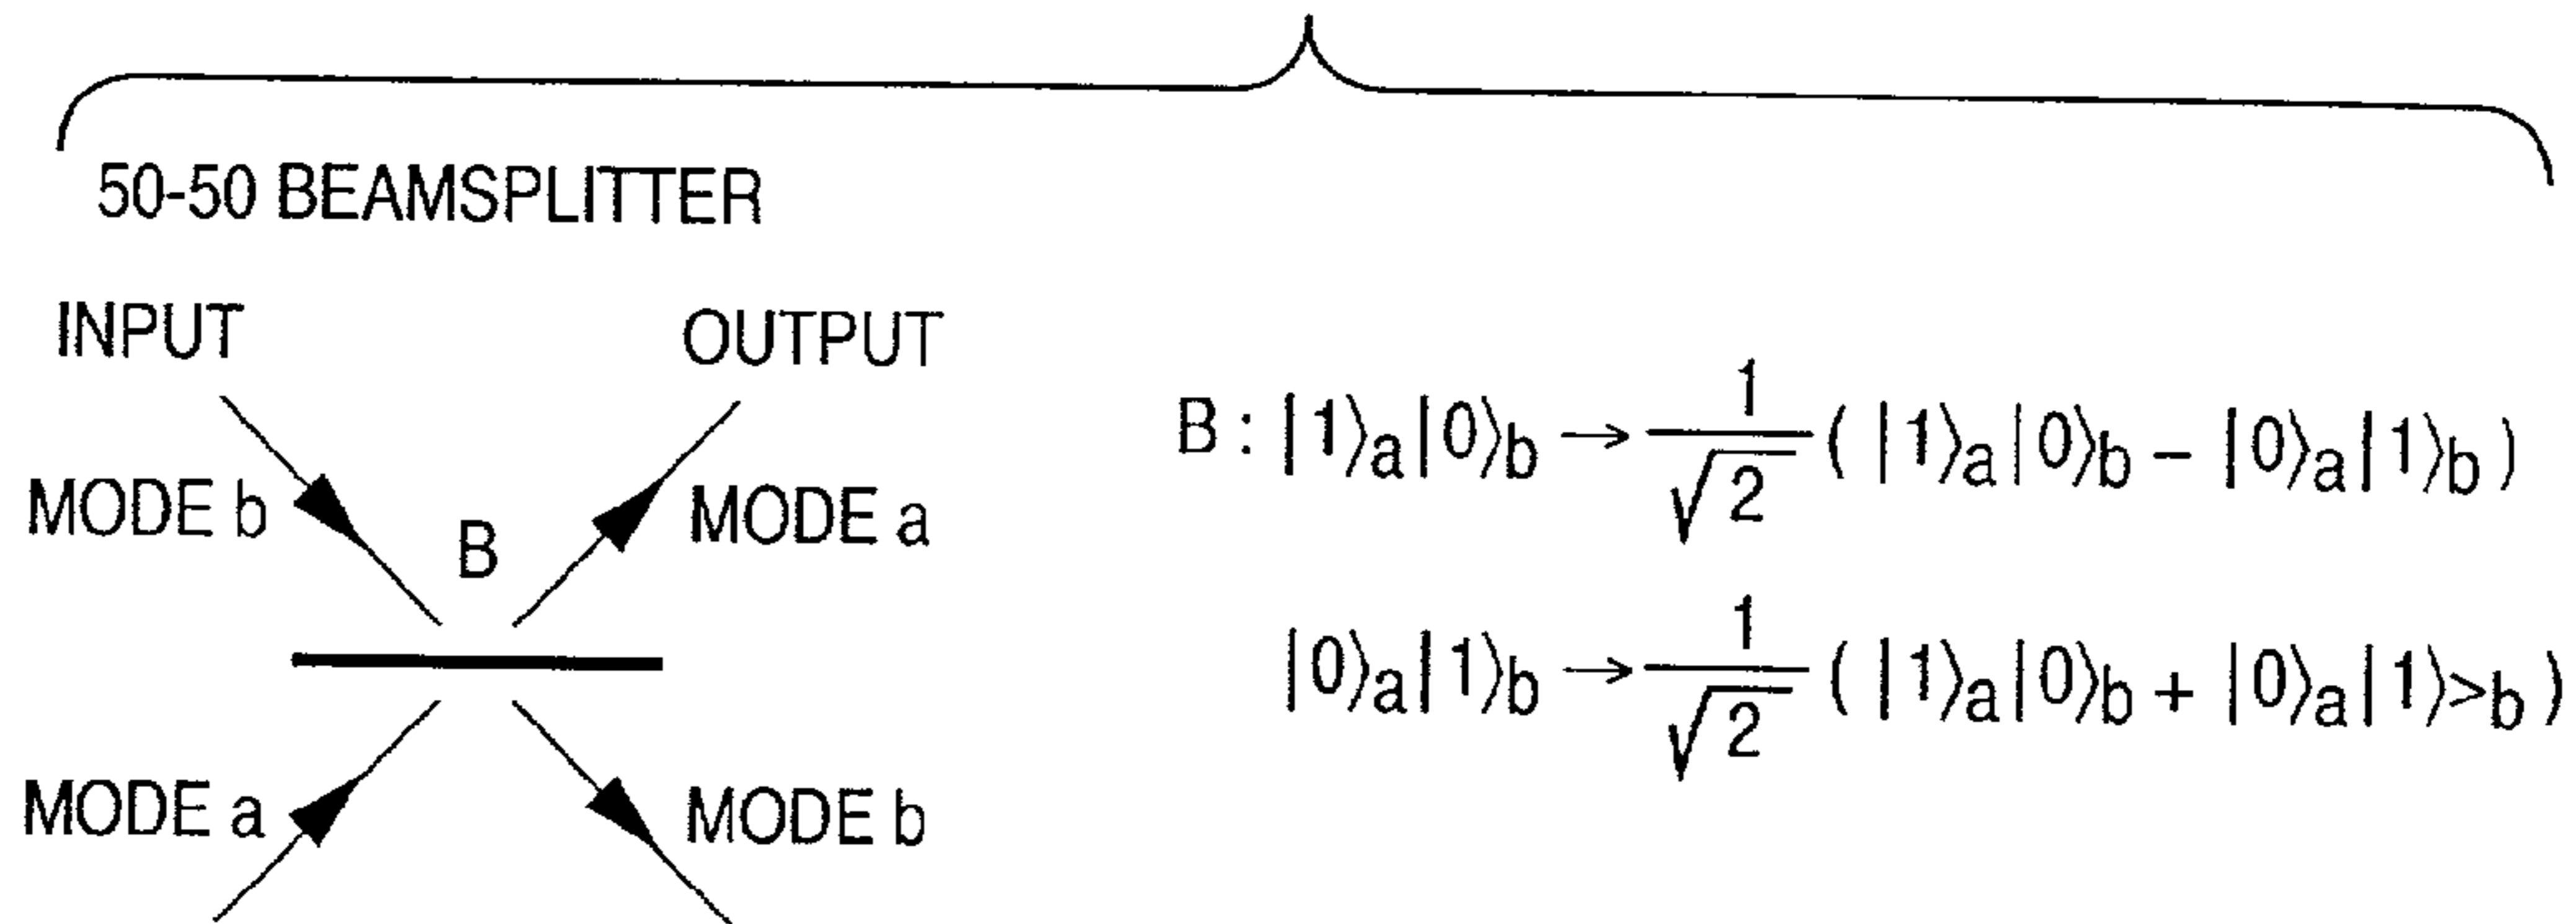 50-50 BEAMSPLITTER
INPUT
OUTPUT
MODE b
B
MODE a
MODE a
MODE b
B : |1⟩a|0⟩b → 1/√2 ( |1⟩a|0⟩b − |0⟩a|1⟩b )
|0⟩a|1⟩b → 1/√2 ( |1⟩a|0⟩b + |0⟩a|1⟩>b )